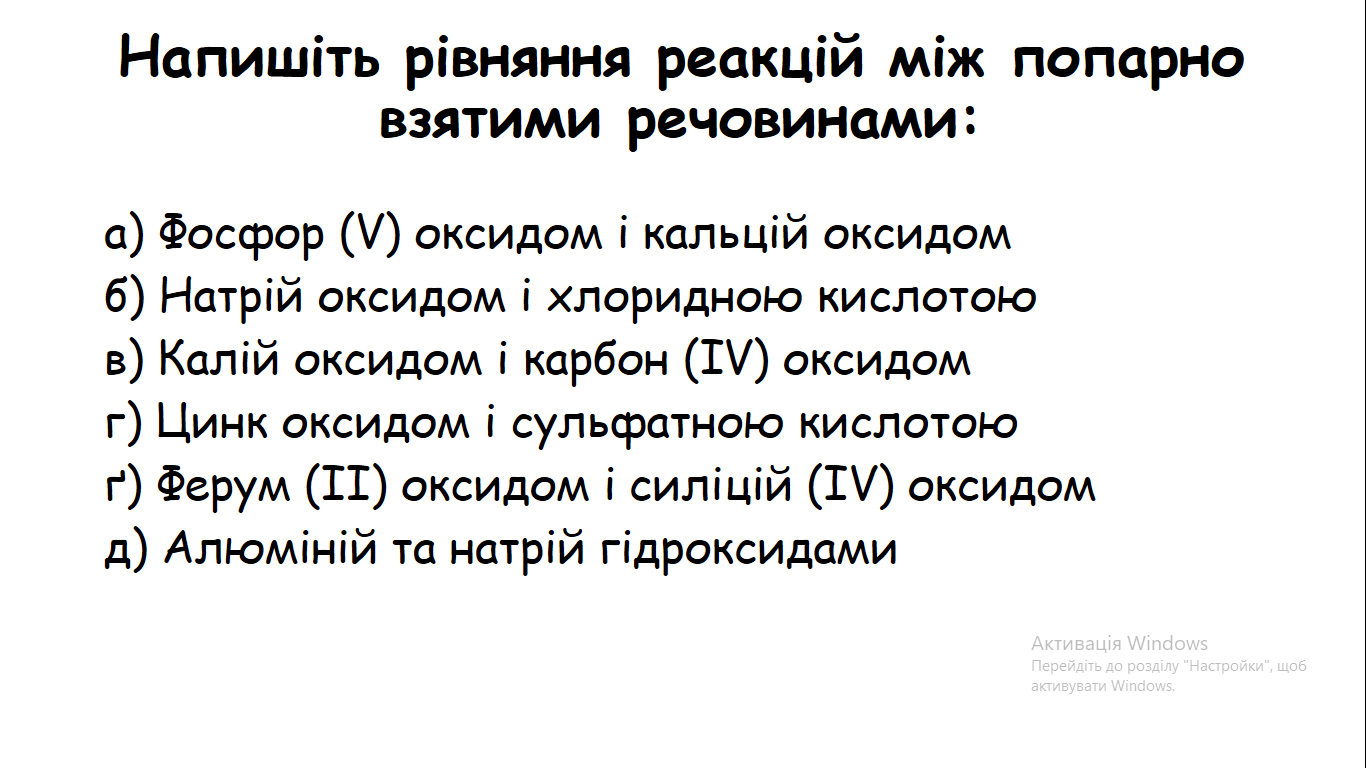 Напишіть рівняння реакцій між попарно
взятими речовинами:
а) Фосфор (V) оксидом і кальцій оксидом
б) Натрій оксидом і хлоридною кислотою
в) Калій оксидом і карбон (IV) оксидом
г) Цинк оксидом і сульфатною кислотою
ґ) Ферум (II) оксидом і силіцій (IV) оксидом
д) Алюміній та натрій гідроксидами
Активація Windows
Перейдіть до розділу "Настройки", щоб
активувати Windows.